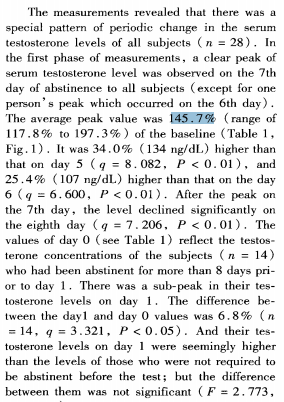 The measurements revealed that there was a
special pattern of periodic change in the serum
testosterone levels of all subjects ( n = 28). In
the first phase of measurements, a clear peak of
serum testosterone level was observed on the 7th
day of abstinence to all subjects (except for one
person's peak which occurred on the 6th day).
The average peak value was 145.7% (range of
117.8% to 197.3%) of the baseline (Table 1,
Fig.1). It was 34.0% (134 ng/dL) higher than
that on day 5 ( q = 8.082, P < 0.01), and
25.4% (107 ng/dL) higher than that on the day
6 ( q = 6.600, P < 0.01). After the peak on
the 7th day, the level declined significantly on
the eighth day ( q = 7.206, P < 0.01). The
values of day 0 (see Table 1) reflect the testos-
terone concentrations of the subjects ( n = 14)
who had been abstinent for more than 8 days pri-
or to day 1. There was a sub-peak in their tes-
tosterone levels on day 1. The difference be-
tween the day1 and day 0 values was 6.8% ( n
= 14, q = 3.321, P < 0.05). And their tes-
tosterone levels on day 1 were seemingly higher
than the levels of those who were not required to
be abstinent before the test; but the difference
between them was not significant ( F = 2.773,